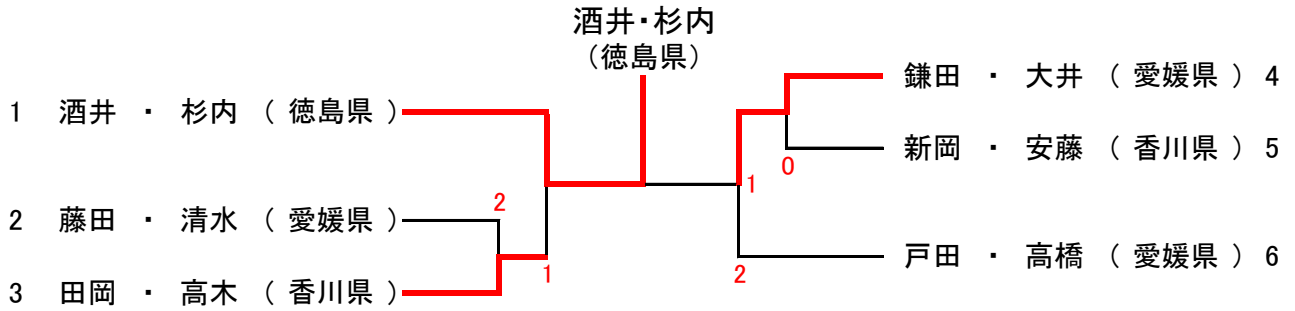 酒井・杉内
（徳島県）
1 酒井 ・ 杉内 （ 徳島県 ）
2 藤田 ・ 清水 （ 愛媛県 ）
3 田岡 ・ 高木 （ 香川県 ）
2
1
鎌田 ・ 大井 （ 愛媛県 ） 4
新岡 ・ 安藤 （ 香川県 ） 5
戸田 ・ 高橋 （ 愛媛県 ） 6
0
1
2